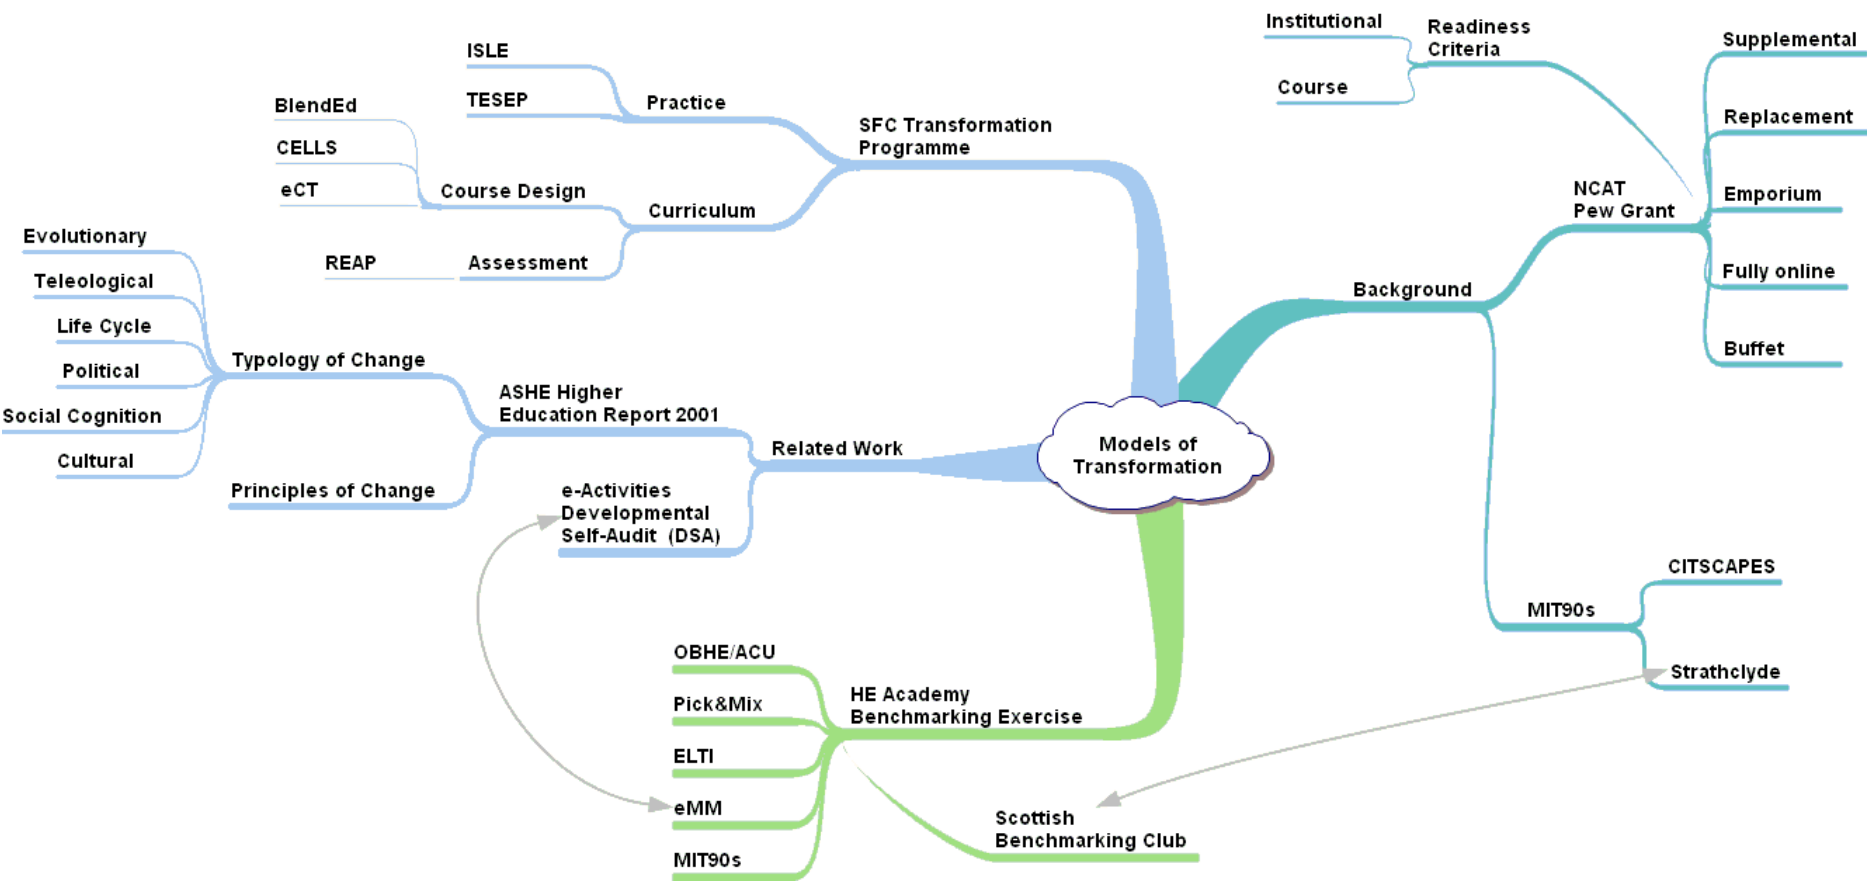 Models of
Transformation
SFC Transformation
Programme
Practice
ISLE
TESEP
Curriculum
Course Design
BlendEd
CELLS
eCT
Assessment
REAP
Related Work
ASHE Higher
Education Report 2001
Typology of Change
Evolutionary
Teleological
Life Cycle
Political
Social Cognition
Cultural
Principles of Change
e-Activities
Developmental
Self-Audit (DSA)
HE Academy
Benchmarking Exercise
OBHE/ACU
Pick&Mix
ELTI
eMM
MIT90s
Scottish
Benchmarking Club
Background
NCAT
Pew Grant
Readiness
Criteria
Institutional
Course
Supplemental
Replacement
Emporium
Fully online
Buffet
MIT90s
CITSCAPES
Strathclyde